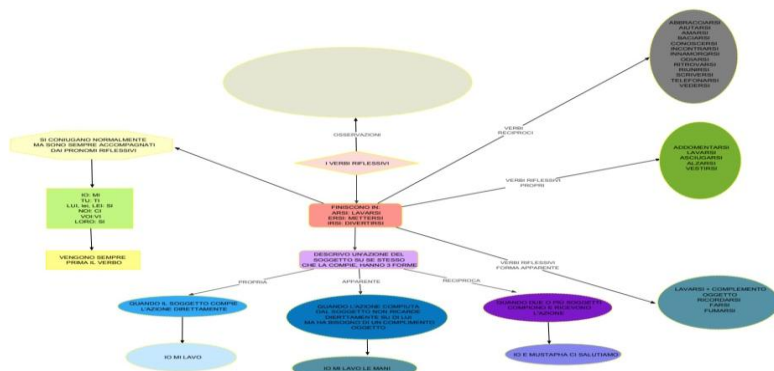 ABBRACCIARSI
AIUTARSI
AMARSI
BACIARSI
CONOSCERSI
INCONTRARSI
INNAMORIRSI
ODIARSI
RITROVARSI
RIUNIRSI
SCRIVERSI
TELEFONARSI
VEDERSI
OSSERVAZIONI
VERBI
RECIPROCI
SI CONIUGANO NORMALMENTE
MA SONO SEMPRE ACCOMPAGNATI
DAI PRONOMI RIFLESSIVI
I VERBI RIFLESSIVI
ADDOMENTARSI
LAVARSI
ASCIUGARSI
ALZARSI
VESTIRSI
VERBI RIFLESSIVI
PROPRI
IO: MI
TU: TI
LUI, lei, LEI: SI
NOI: CI
VOI:VI
LORO: SI
FINISCONO IN:
ARSI: LAVARSI
ERSI: METTERSI
IRSI: DIVERTIRSI
VENGONO SEMPRE
PRIMA IL VERBO
DESCRIVO UN'AZIONE DEL
SOGGETTO SU SE STESSO
CHE LA COMPIE, HANNO 3 FORME
VERBI RIFLESSIVI
FORMA APPARENTE
PROPRIA
APPARENTE
RECIPROCA
LAVARSI + COMPLEMENTO
OGGETTO
RICORDARSI
FARSI
FUMARSI
QUANDO IL SOGGETTO COMPIE
L'AZIONE DIRETTAMENTE
QUANDO L'AZIONE COMPIUTA
DAL SOGGETTO NON RICARDE
DIERTTAMENTE SU DI LUI
MA HA BISOGNO DI UN COMPLIMENTO
OGGETTO
QUANDO DUE O PIÙ SOGGETTI
COMPIONO E RICEVONO
L'AZIONE
IO MI LAVO
IO MI LAVO LE MANI
IO E MUSTAPHA CI SALUTIAMO